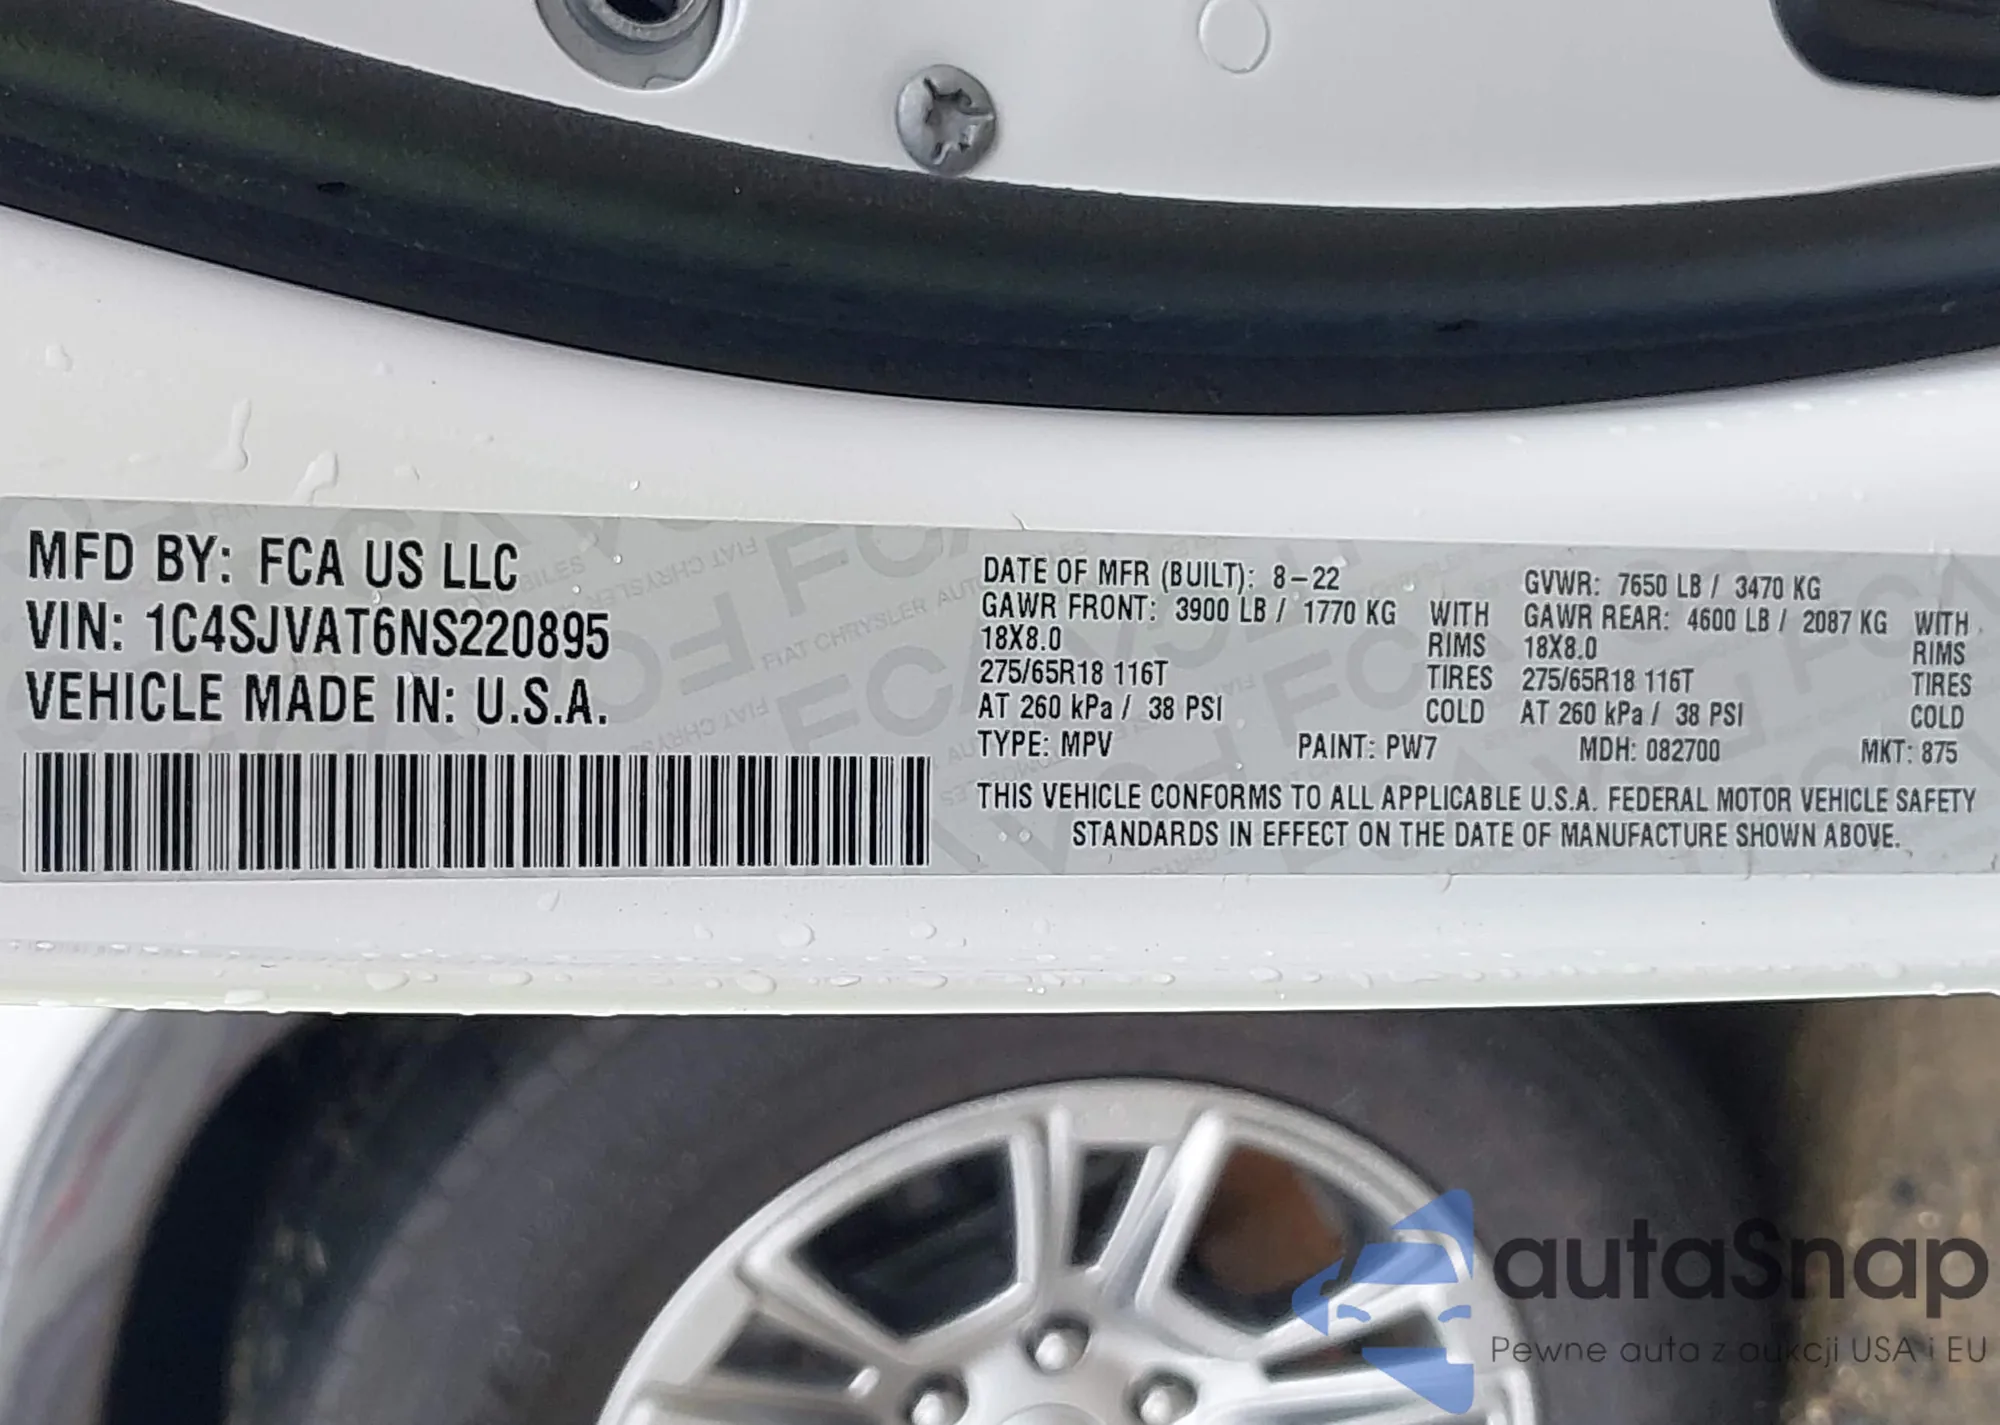 MFD BY: FCA US LLC
VIN: 1C4SJVAT6NS220895
VEHICLE MADE IN: U.S.A.
DATE OF MFR (BUILT): 8-22 GVWR: 7650 LB / 3470 KG
GAWR FRONT: 3900 LB / 1770 KG WITH GAWR REAR: 4600 LB / 2087 KG WITH
18X8.0 RIMS 18X8.0 RIMS
275/65R18 116T TIRES 275/65R18 116T TIRES
AT 260 kPa / 38 PSI COLD AT 260 kPa / 38 PSI COLD
TYPE: MPV PAINT: PW7 MDH: 082700 MKT: 875
THIS VEHICLE CONFORMS TO ALL APPLICABLE U.S.A. FEDERAL MOTOR VEHICLE SAFETY
STANDARDS IN EFFECT ON THE DATE OF MANUFACTURE SHOWN ABOVE.
autaSnap
Pewne auta z aukcji USA i EU